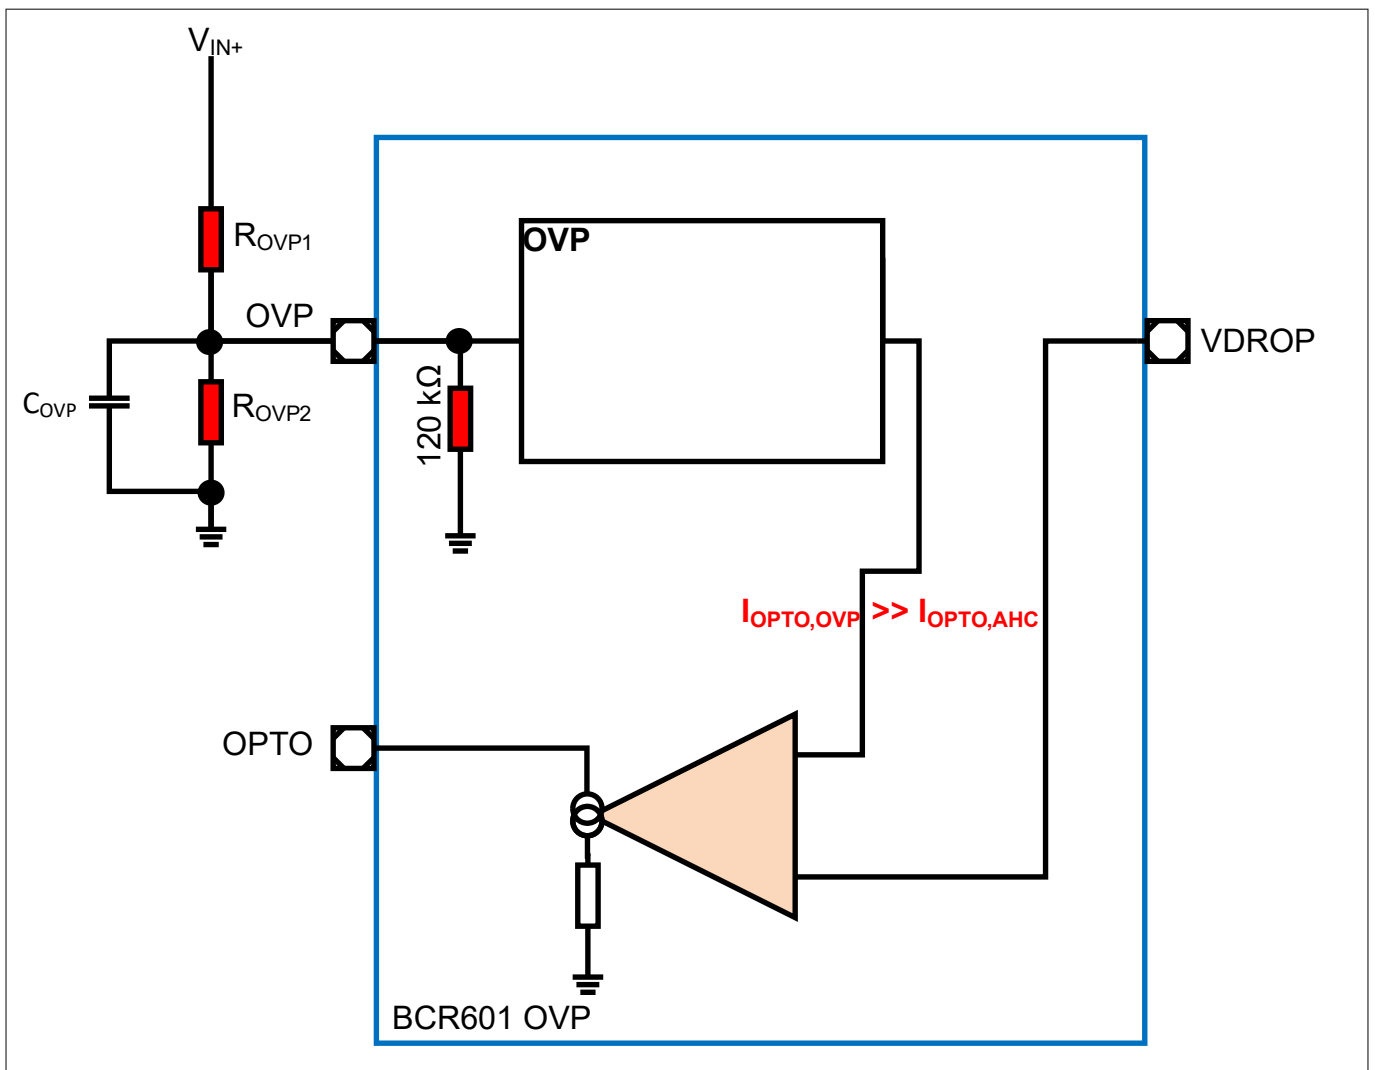 VIN+
ROVP1
OVP
OVP
VDROP
COVP
ROVP2
120 kΩ
IOPTO,OVP >> IOPTO,AHC
OPTO
BCR601 OVP